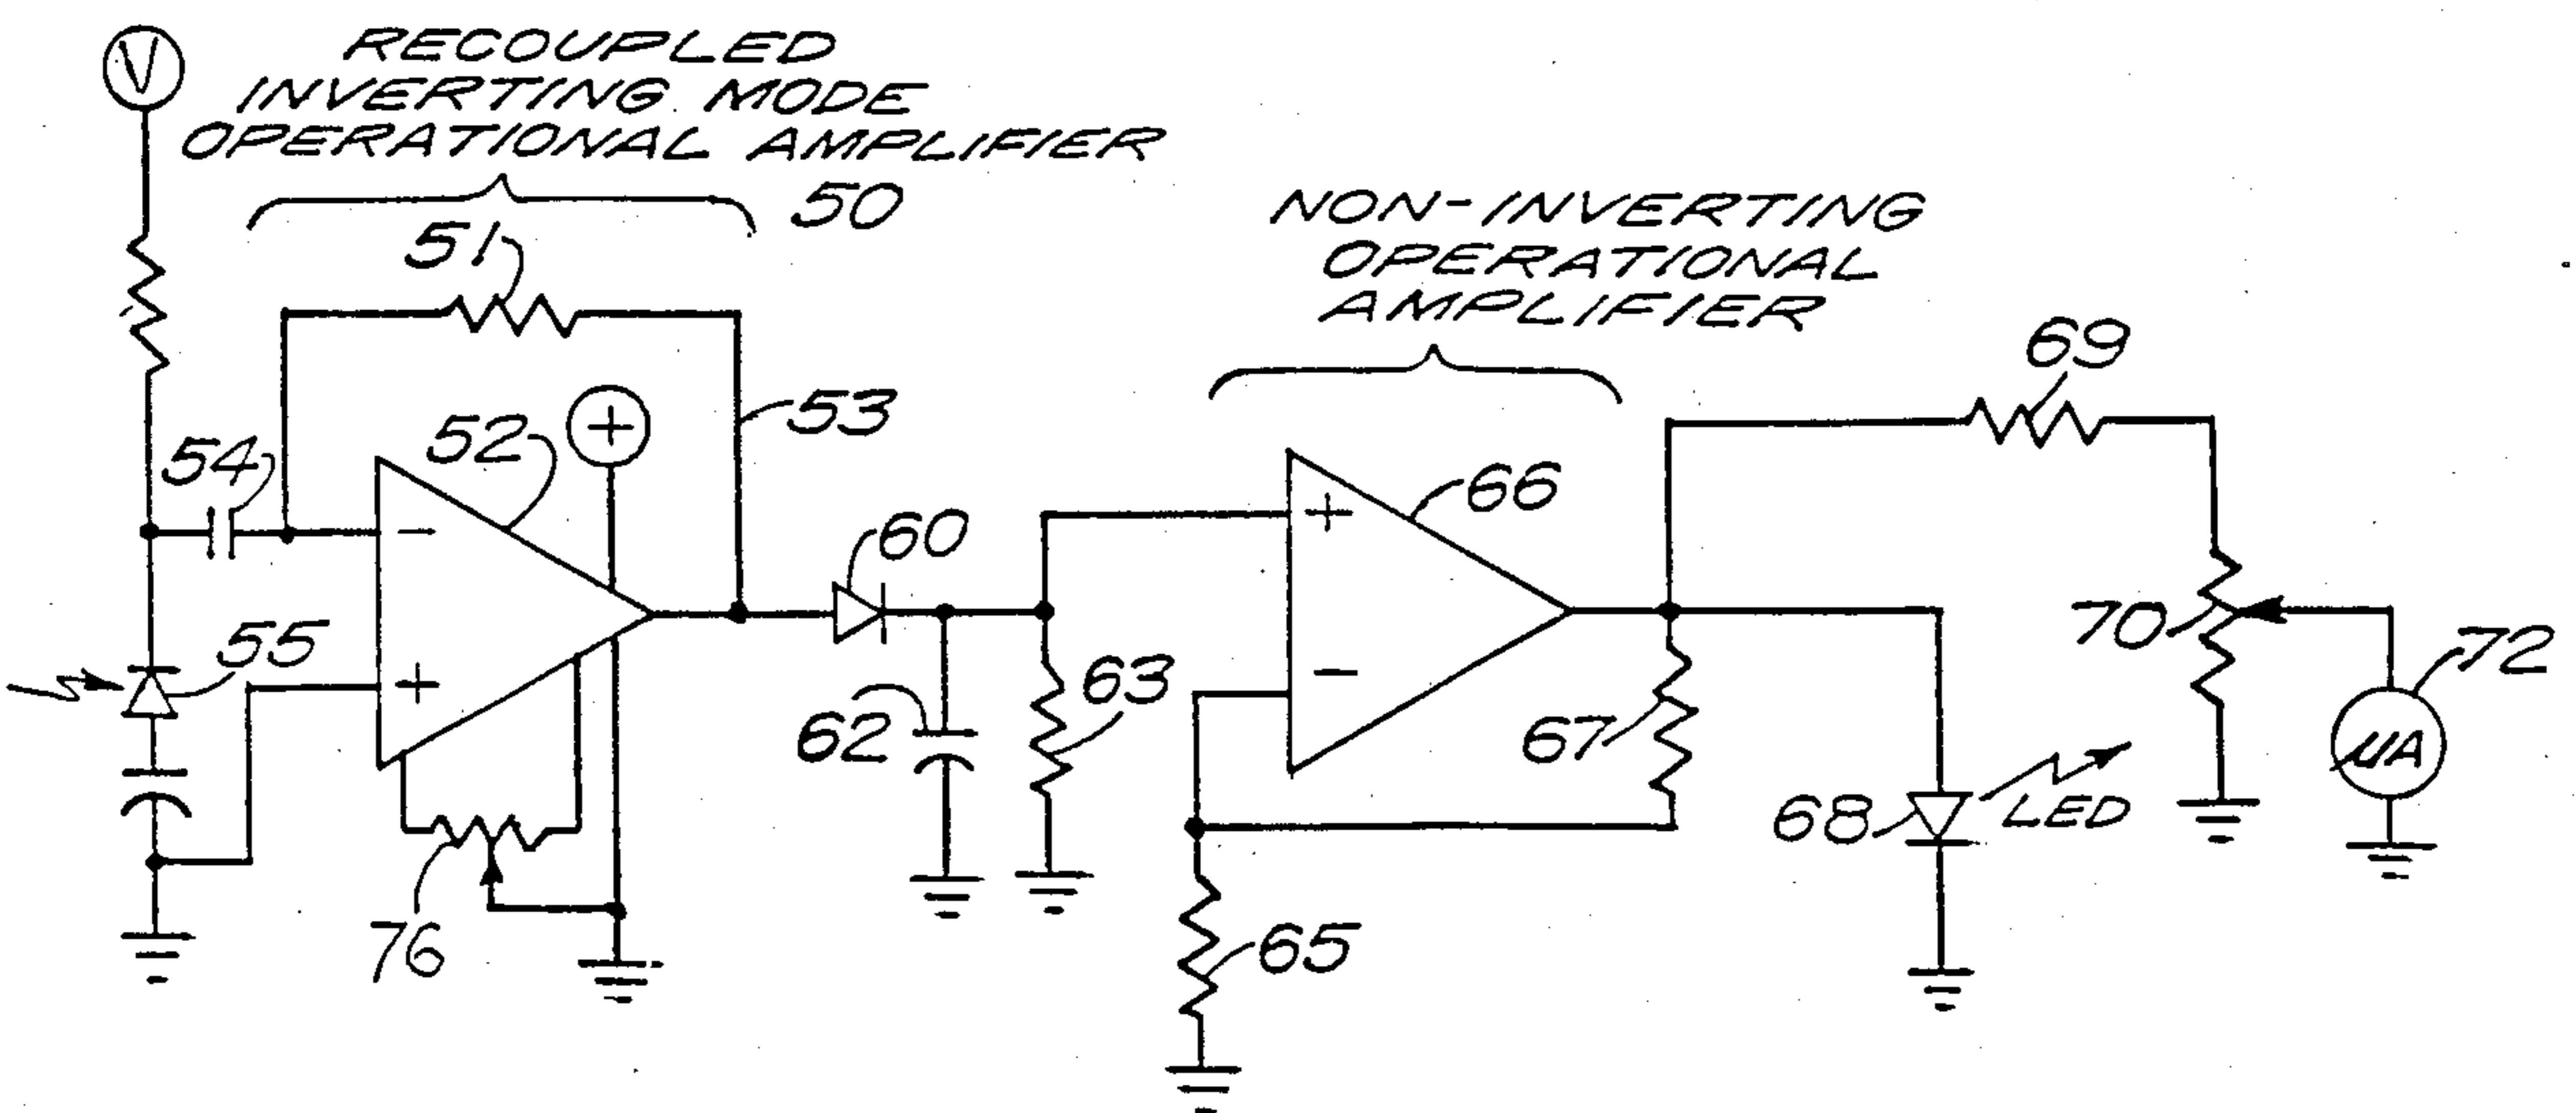 V
RECOUPLED
INVERTING MODE
OPERATIONAL AMPLIFIER
50
51
NON-INVERTING
OPERATIONAL
AMPLIFIER
69
53
52
+
54
−
60
+
66
55
+
63
62
−
67
70
72
µA
68
LED
76
65